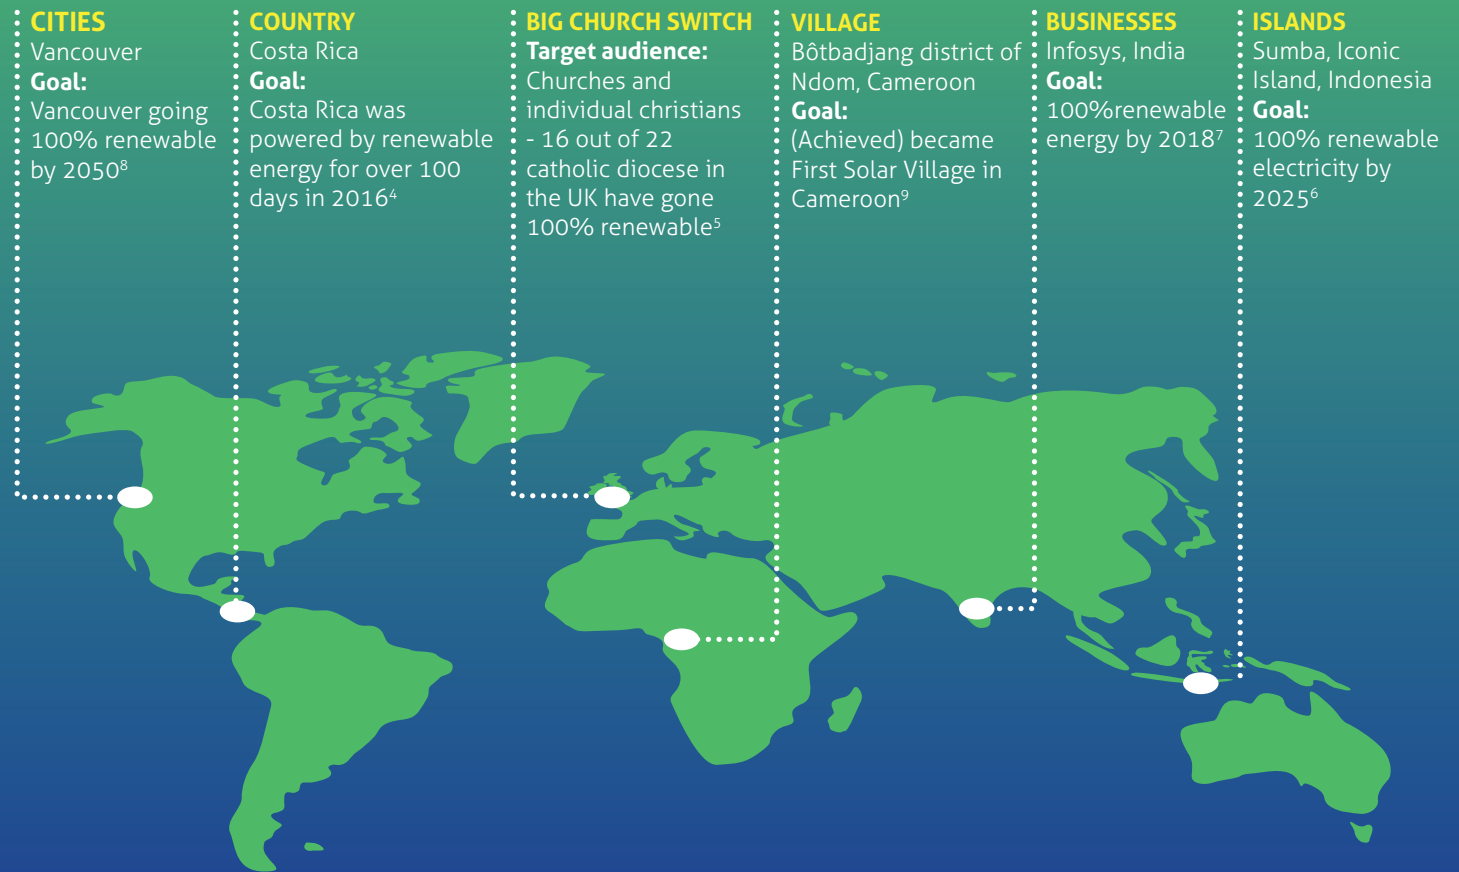 CITIES
Vancouver
Goal:
Vancouver going
100% renewable
by 2050⁸
COUNTRY
Costa Rica
Goal:
Costa Rica was
powered by renewable
energy for over 100
days in 2016⁴
BIG CHURCH SWITCH
Target audience:
Churches and
individual christians
- 16 out of 22
catholic diocese in
the UK have gone
100% renewable⁵
VILLAGE
Bôtbadjang district of
Ndom, Cameroon
Goal:
(Achieved) became
First Solar Village in
Cameroon⁹
BUSINESSES
Infosys, India
Goal:
100%renewable
energy by 2018⁷
ISLANDS
Sumba, Iconic
Island, Indonesia
Goal:
100% renewable
electricity by
2025⁶